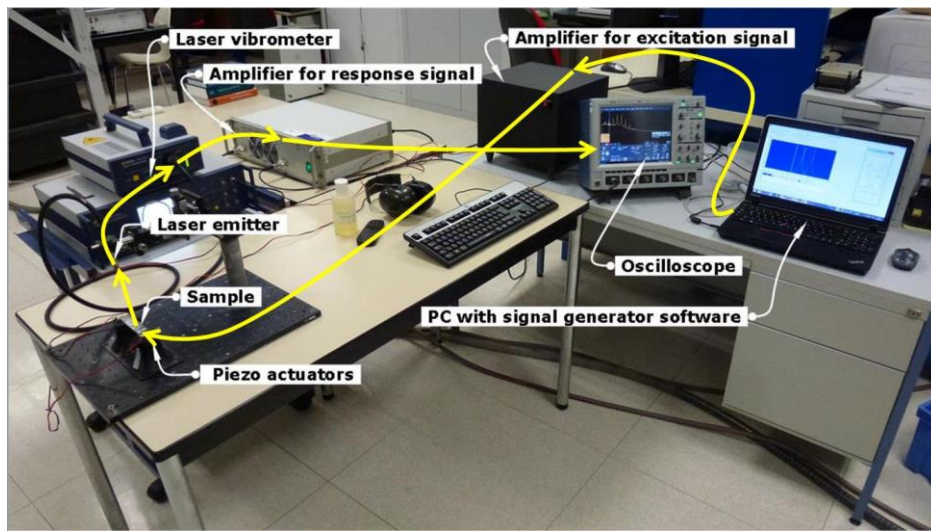 Laser vibrometer
Amplifier for excitation signal
Amplifier for response signal
Laser emitter
Oscilloscope
Sample
PC with signal generator software
Piezo actuators